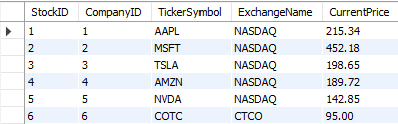 StockID CompanyID TickerSymbol ExchangeName CurrentPrice
1 1 AAPL NASDAQ 215.34
2 2 MSFT NASDAQ 452.18
3 3 TSLA NASDAQ 198.65
4 4 AMZN NASDAQ 189.72
5 5 NVDA NASDAQ 142.85
6 6 COTC CTCO 95.00